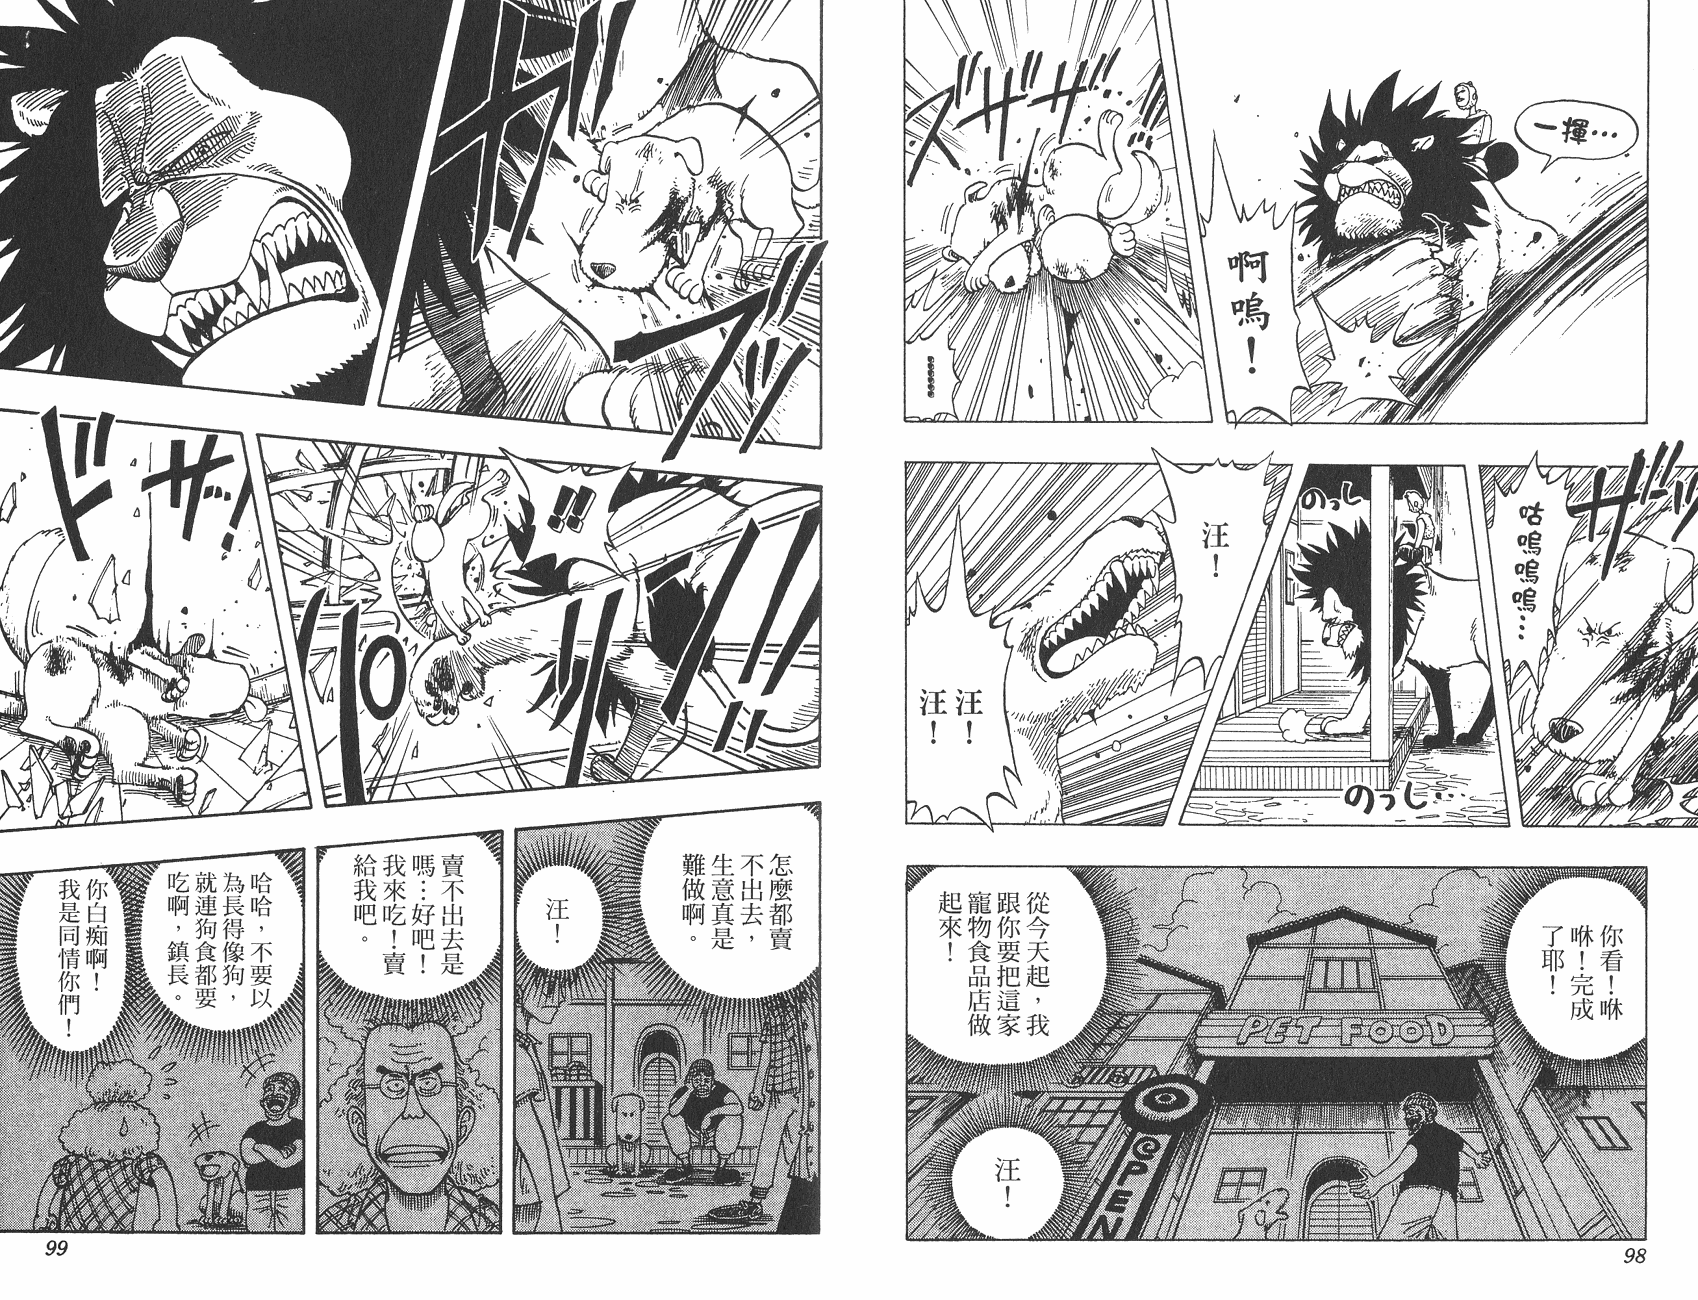 一揮…
啊嗚！
ザザ…
………
ザザッ
咕嗚嗚嗚…
のっし
のっし…
汪！
汪！
汪！
你看！咻
咻！完成
了耶！
PET FOOD
從今天起，我
跟你要把這家
寵物食品店做
起來！
汪！
OPEN
98
!!
ドサッ!
怎麼都賣
不出去，
生意真是
難做啊。
汪！
賣不出去是
嗎…好吧！
我來吃！賣
給我吧。
哈哈，不要以
為長得像狗，
就連狗食都要
吃啊，鎮長。
你白痴啊！
我是同情你們！
99